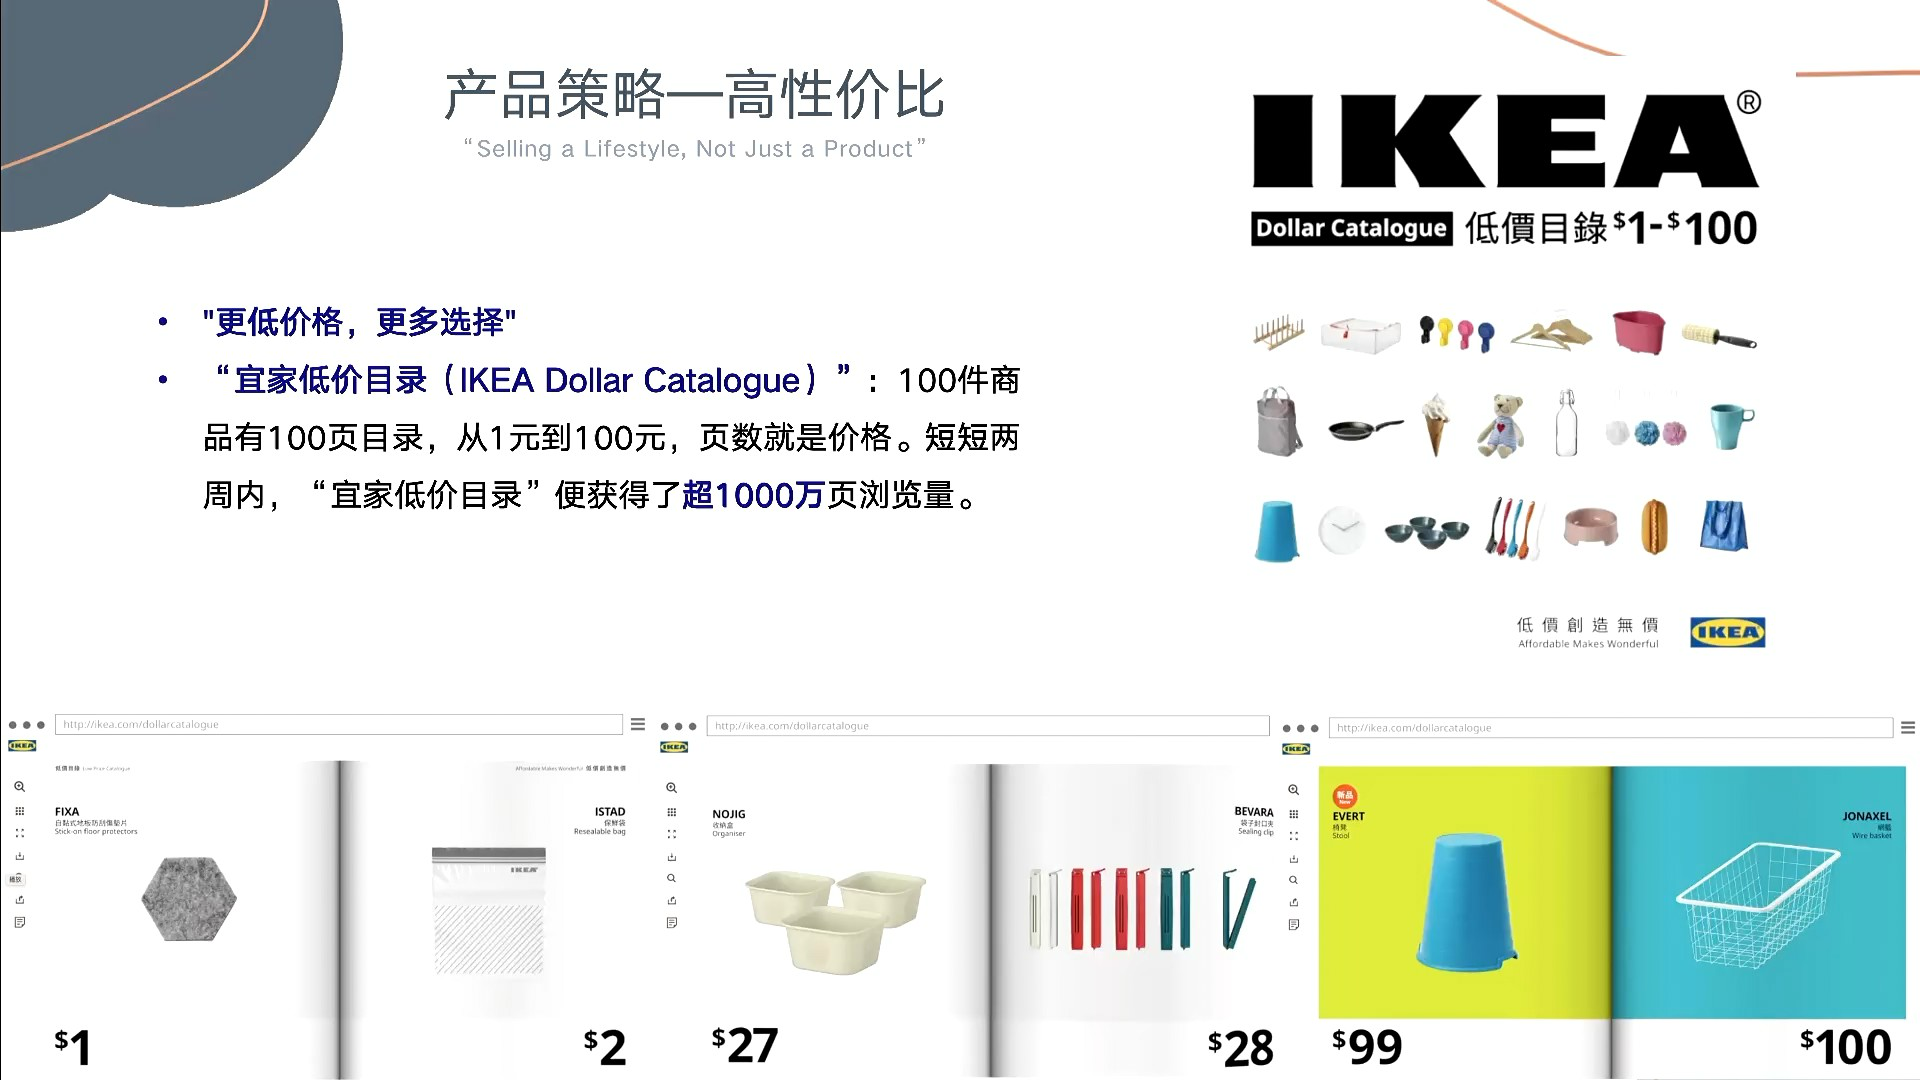 产品策略—高性价比
“Selling a Lifestyle, Not Just a Product”
• "更低价格，更多选择"
• “宜家低价目录（IKEA Dollar Catalogue）”：100件商
品有100页目录，从1元到100元，页数就是价格。短短两
周内，“宜家低价目录”便获得了超1000万页浏览量。
IKEA®
Dollar Catalogue 低價目錄 $1-$100
低價創造無價
Affordable Makes Wonderful
IKEA
http://ikea.com/dollarcatalogue
IKEA
低價目錄 Low Price Catalogue
Affordable Makes Wonderful 低價創造無價
FIXA
自黏式地板防刮傷墊片
Stick-on floor protectors
ISTAD
保鮮袋
Resealable bag
IKEA
播放
$1
$2
http://ikea.com/dollarcatalogue
IKEA
NOJIG
收納盒
Organiser
BEVARA
袋子封口夾
Sealing clip
$27
$28
http://ikea.com/dollarcatalogue
IKEA
新品
New
EVERT
椅凳
Stool
JONAXEL
網籃
Wire basket
$99
$100